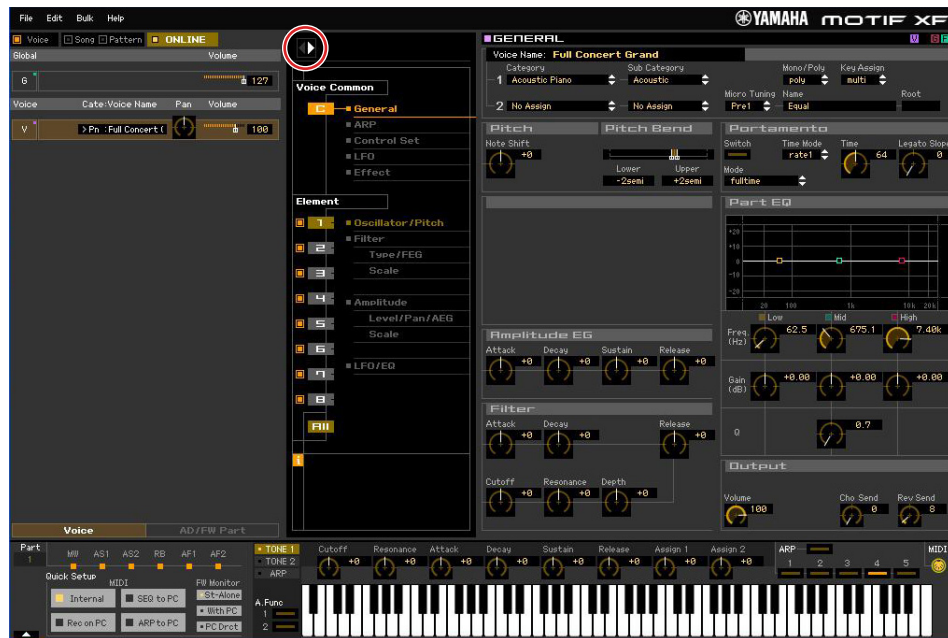 File Edit Bulk Help
YAMAHA MOTIF XF
Voice Song Pattern ONLINE
Global Volume
G 127
Voice Cate:Voice Name Pan Volume
V >Pn :Full Concert ( 100
Voice AD/FW Part
Voice Common
C General
ARP
Control Set
LFO
Effect
Element
1 Oscillator/Pitch
2 Filter
Type/FEG
3 Scale
4 Amplitude
5 Level/Pan/AEG
Scale
6
7 LFO/EQ
8
All
i
GENERAL V
Voice Name: Full Concert Grand
Category Sub Category Mono/Poly Key Assign
1 Acoustic Piano Acoustic poly multi
Micro Tuning Name Root
2 No Assign No Assign Pre1 Equal
Pitch Pitch Bend
Note Shift
+0
Lower Upper
-2semi +2semi
Portamento
Switch Time Mode Time Legato Slope
rate1 64 0
Mode
fulltime
Part EQ
+20
+10
0
-10
-20
20 100 1k 10k 20k
Low Mid High
Freq. (Hz) 62.5 675.1 7.40k
Gain (dB) +0.00 +0.00 +0.00
Q 0.7
Amplitude EG
Attack Decay Sustain Release
+0 +0 +0 +0
Filter
Attack Decay Release
+0 +0 +0
Cutoff Resonance Depth
+0 +0 +0
Output
Volume Cho Send Rev Send
100 0 8
Part MW AS1 AS2 RB AF1 AF2
1
Quick Setup MIDI FW Monitor
Internal SEQ to PC St-Alone
With PC
Rec on PC ARP to PC PC Drct
TONE 1 Cutoff Resonance Attack Decay Sustain Release Assign 1 Assign 2
TONE 2 +0 +0 +0 +0 +0 +0 +0 +0
ARP
ARP MIDI
1 2 3 4 5
A.Func
1
2